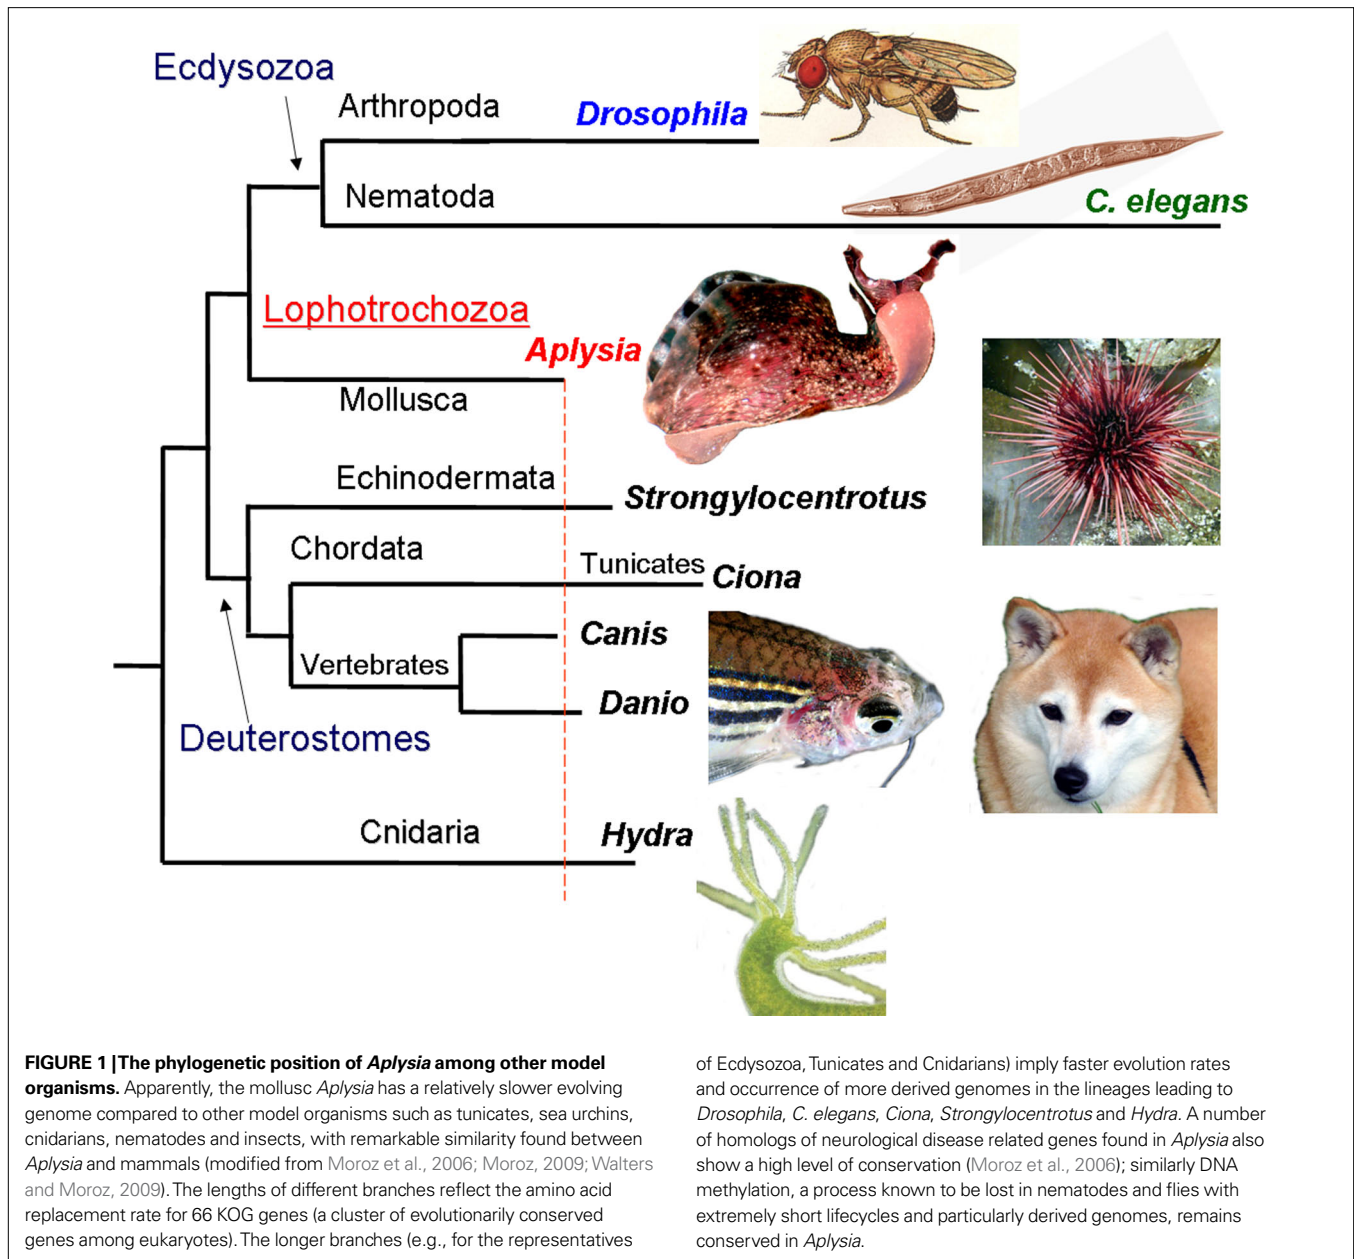 Ecdysozoa
Arthropoda
Drosophila
Nematoda
C. elegans
Lophotrochozoa
Aplysia
Mollusca
Echinodermata
Strongylocentrotus
Chordata
Tunicates
Ciona
Canis
Vertebrates
Danio
Deuterostomes
Cnidaria
Hydra
FIGURE 1 | The phylogenetic position of Aplysia among other model
organisms. Apparently, the mollusc Aplysia has a relatively slower evolving
genome compared to other model organisms such as tunicates, sea urchins,
cnidarians, nematodes and insects, with remarkable similarity found between
Aplysia and mammals (modified from Moroz et al., 2006; Moroz, 2009; Walters
and Moroz, 2009). The lengths of different branches reflect the amino acid
replacement rate for 66 KOG genes (a cluster of evolutionarily conserved
genes among eukaryotes). The longer branches (e.g., for the representatives
of Ecdysozoa, Tunicates and Cnidarians) imply faster evolution rates
and occurrence of more derived genomes in the lineages leading to
Drosophila, C. elegans, Ciona, Strongylocentrotus and Hydra. A number
of homologs of neurological disease related genes found in Aplysia also
show a high level of conservation (Moroz et al., 2006); similarly DNA
methylation, a process known to be lost in nematodes and flies with
extremely short lifecycles and particularly derived genomes, remains
conserved in Aplysia.